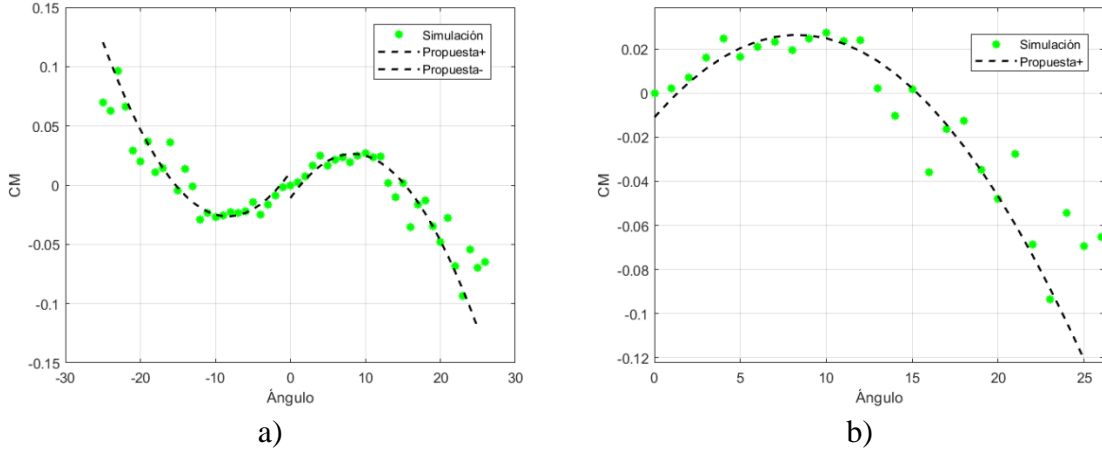 0.15
0.1
0.05
0
-0.05
-0.1
-0.15
CM
-30
-20
-10
0
10
20
30
Ángulo
Simulación
Propuesta+
Propuesta-
a)
0.02
0
-0.02
-0.04
-0.06
-0.08
-0.1
-0.12
CM
0
5
10
15
20
25
Ángulo
Simulación
Propuesta+
b)